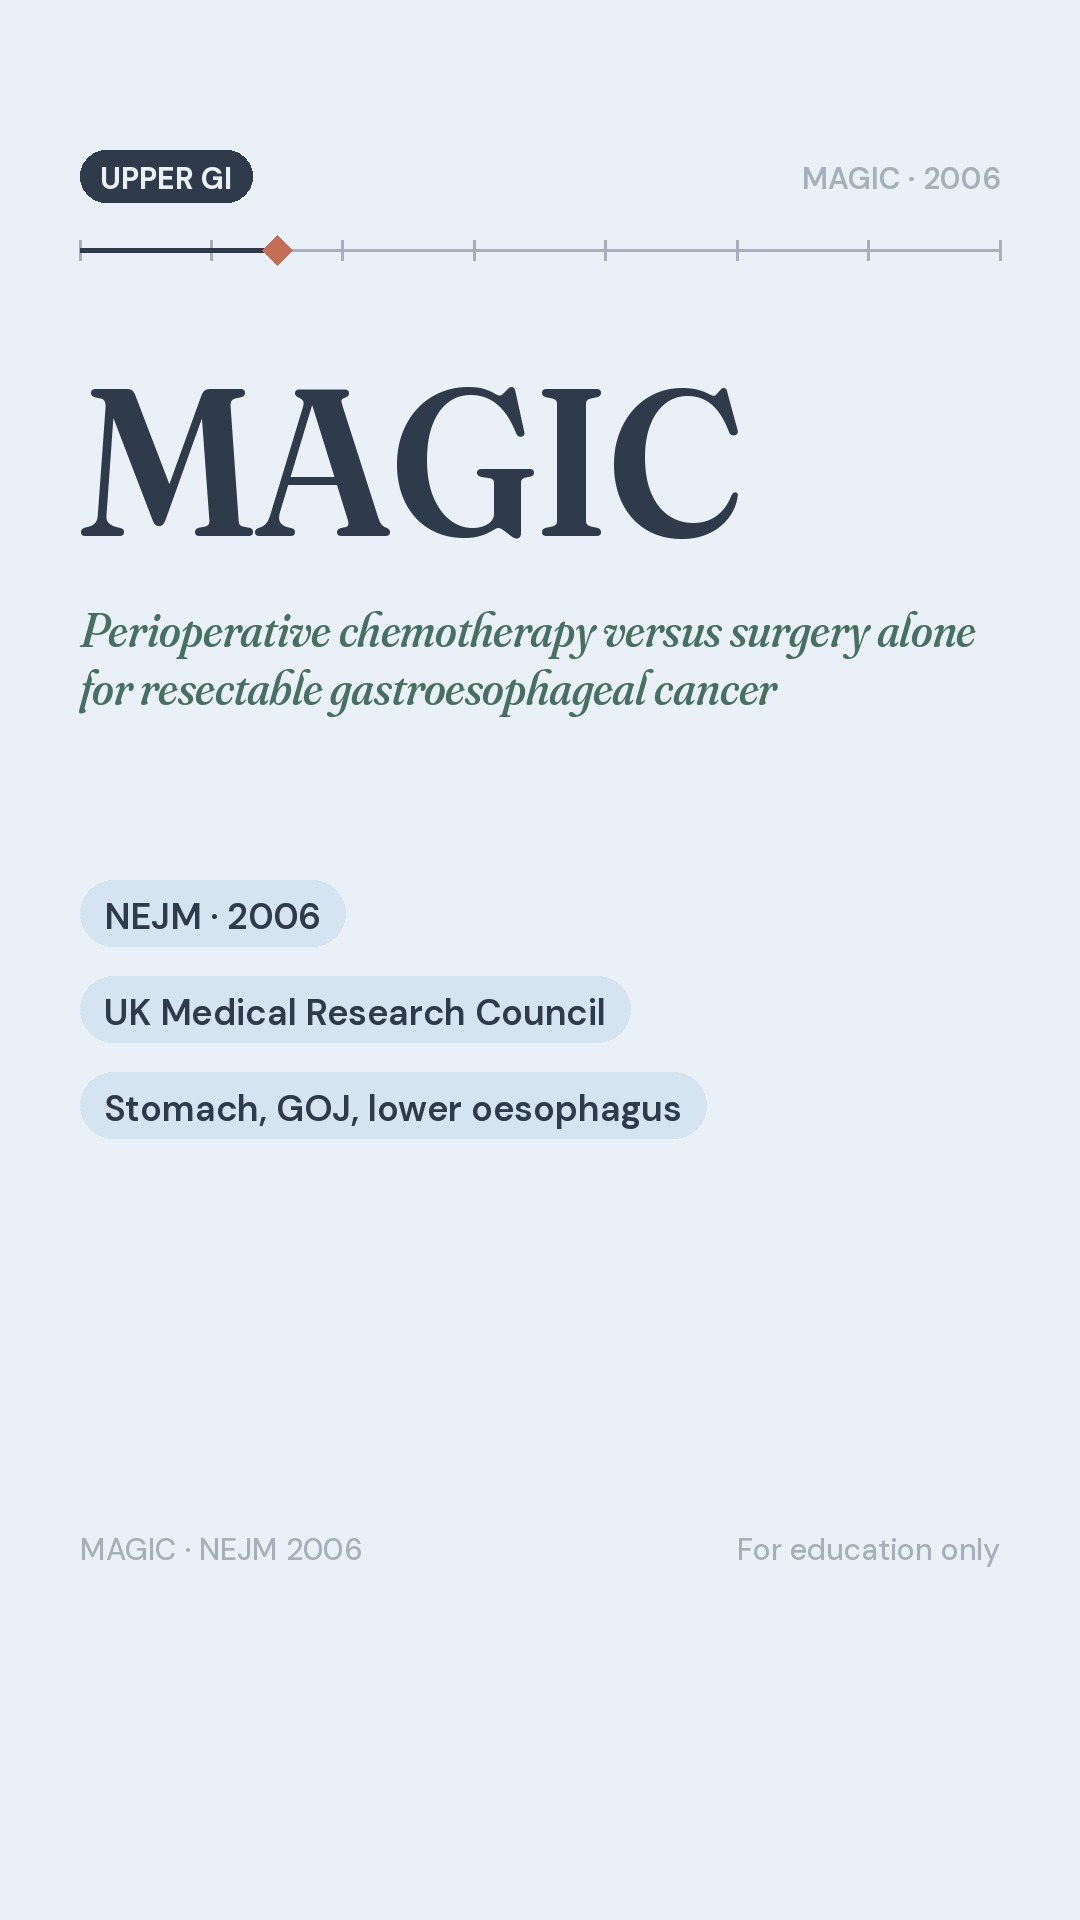 UPPER GI
MAGIC · 2006
MAGIC
Perioperative chemotherapy versus surgery alone
for resectable gastroesophageal cancer
NEJM · 2006
UK Medical Research Council
Stomach, GOJ, lower oesophagus
MAGIC · NEJM 2006
For education only